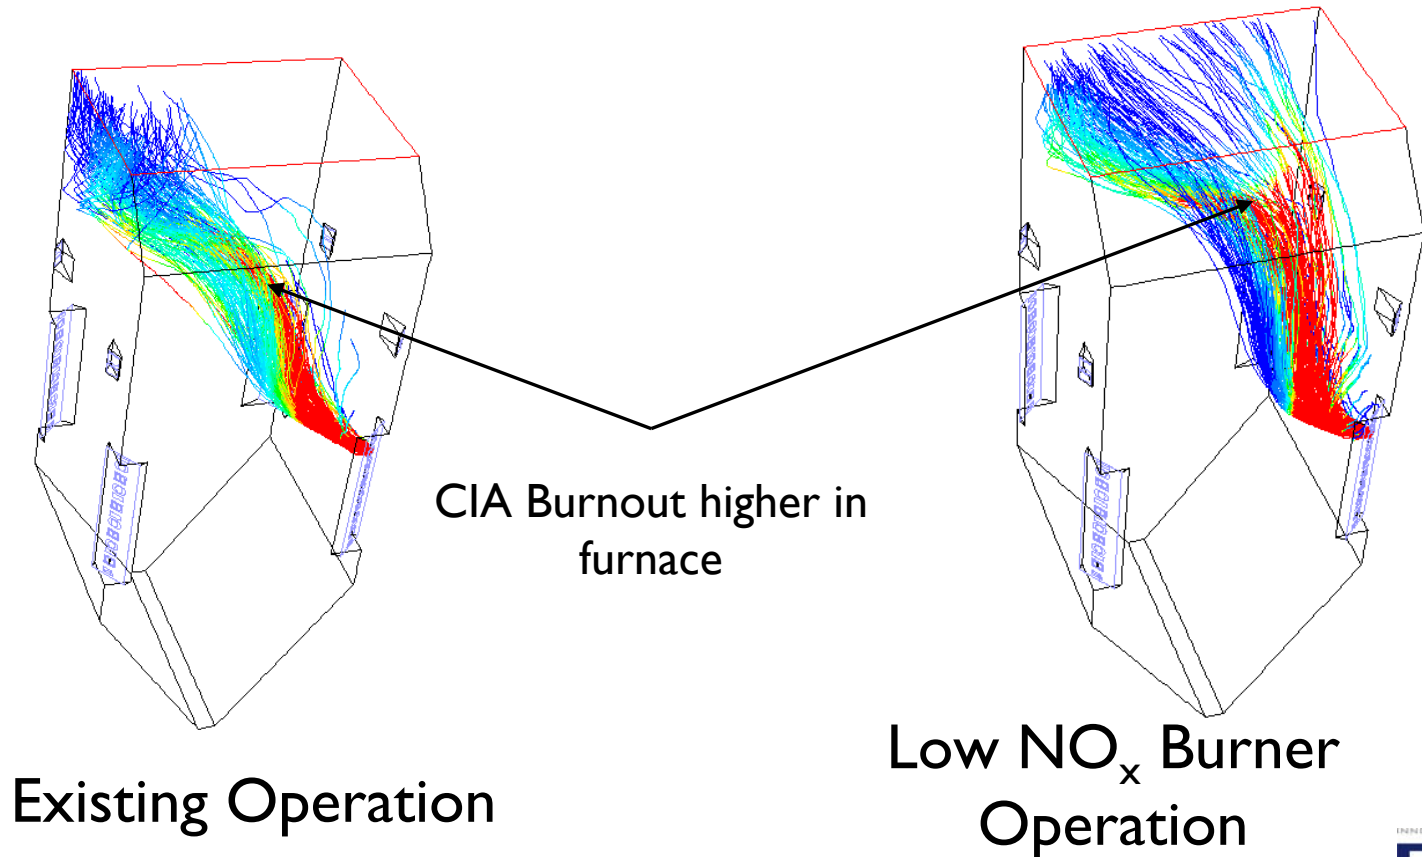 CIA Burnout higher in
furnace
Existing Operation
Low NOx Burner
Operation